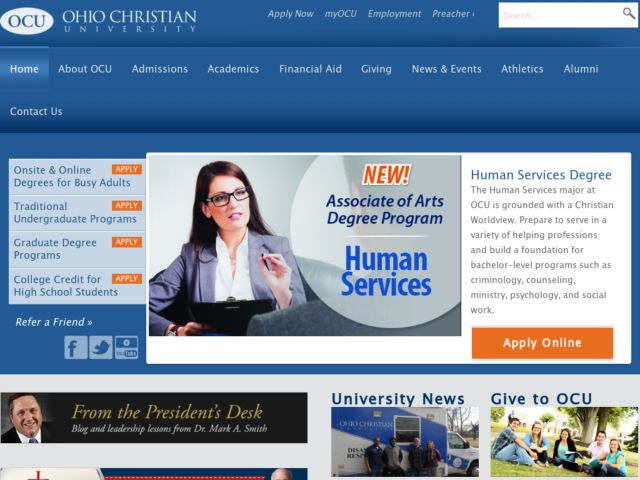 OCU
OHIO CHRISTIAN
UNIVERSITY
Apply Now myOCU Employment Preacher
Search...
Home About OCU Admissions Academics Financial Aid Giving News & Events Athletics Alumni
Contact Us
Onsite & Online
Degrees for Busy Adults
APPLY
Traditional
Undergraduate Programs
APPLY
Graduate Degree
Programs
APPLY
College Credit for
High School Students
APPLY
Refer a Friend »
You
Tube
NEW!
Associate of Arts
Degree Program
Human
Services
Human Services Degree
The Human Services major at
OCU is grounded with a Christian
Worldview. Prepare to serve in a
variety of helping professions
and build a foundation for
bachelor-level programs such as
criminology, counseling,
ministry, psychology, and social
work.
Apply Online
From the President's Desk
Blog and leadership lessons from Dr. Mark A. Smith
University News
OHIO CHRISTIAN
Give to OCU